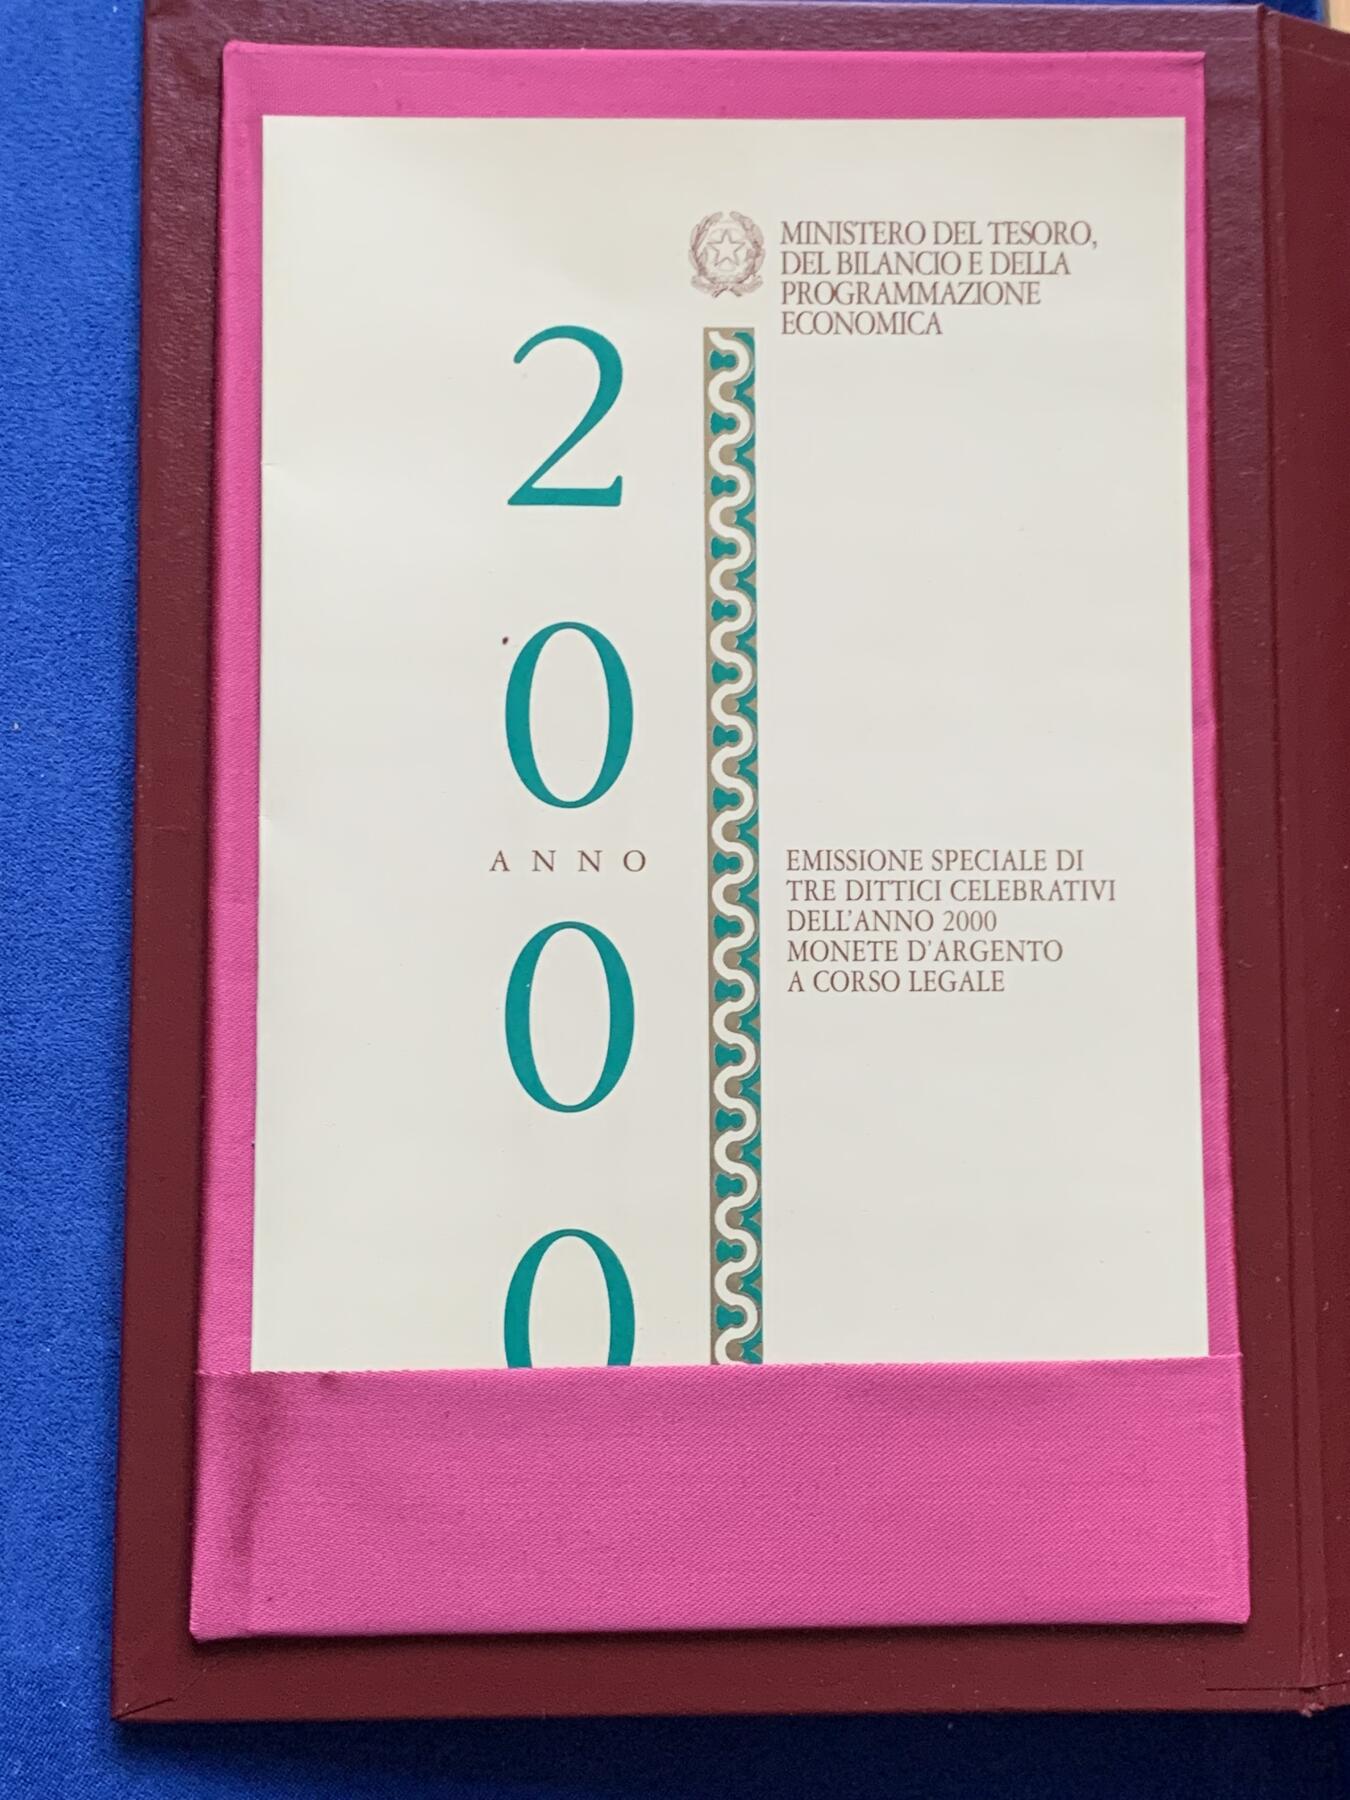 MINISTERO DEL TESORO,
DEL BILANCIO E DELLA
PROGRAMMAZIONE
ECONOMICA
2
0
ANNO
0
0
EMISSIONE SPECIALE DI
TRE DITTICI CELEBRATIVI
DELL'ANNO 2000
MONETE D'ARGENTO
A CORSO LEGALE